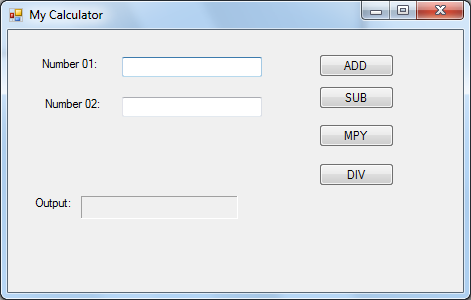 My Calculator
Number 01:
ADD
SUB
Number 02:
MPY
DIV
Output: